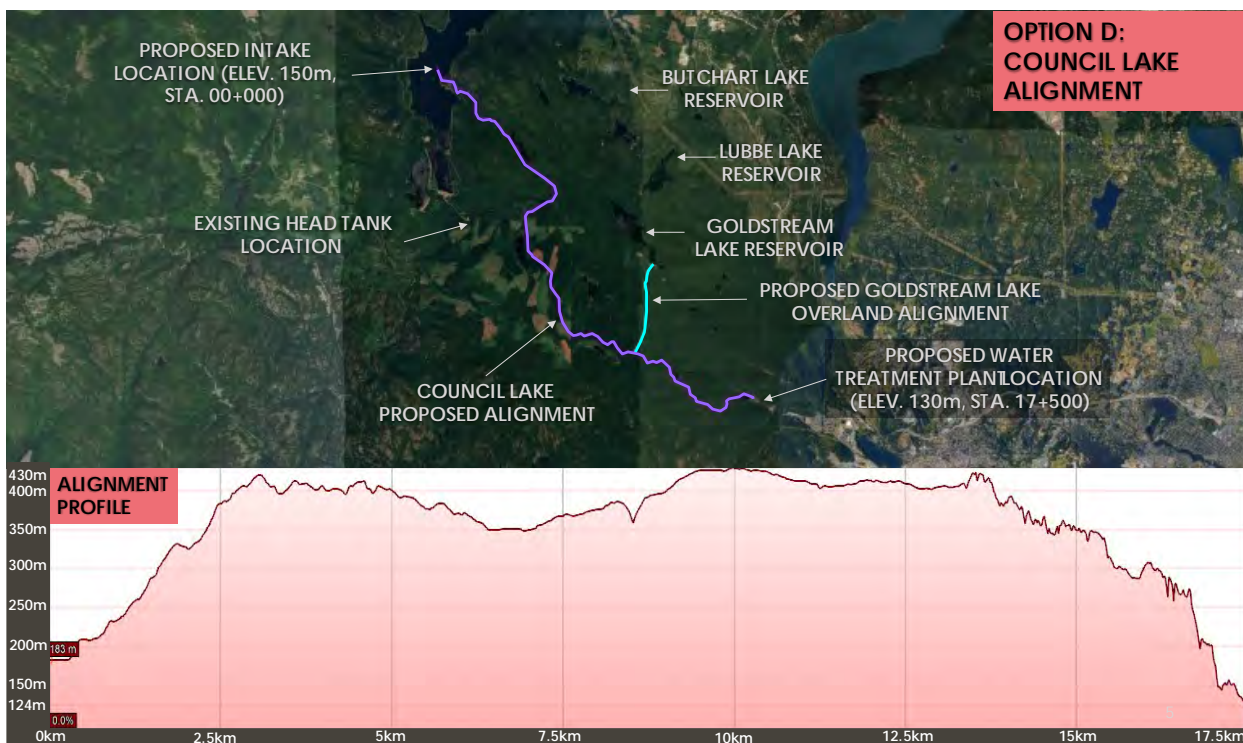 PROPOSED INTAKE
LOCATION (ELEV. 150m,
STA. 00+000)
BUTCHART LAKE
RESERVOIR
OPTION D:
COUNCIL LAKE
ALIGNMENT
LUBBE LAKE
RESERVOIR
EXISTING HEAD TANK
LOCATION
GOLDSTREAM
LAKE RESERVOIR
PROPOSED GOLDSTREAM LAKE
OVERLAND ALIGNMENT
COUNCIL LAKE
PROPOSED ALIGNMENT
PROPOSED WATER
TREATMENT PLANT LOCATION
(ELEV. 130m, STA. 17+500)
ALIGNMENT
PROFILE
430m
400m
350m
300m
250m
200m
183 m
150m
124m
0.0%
5
0km
2.5km
5km
7.5km
10km
12.5km
15km
17.5km